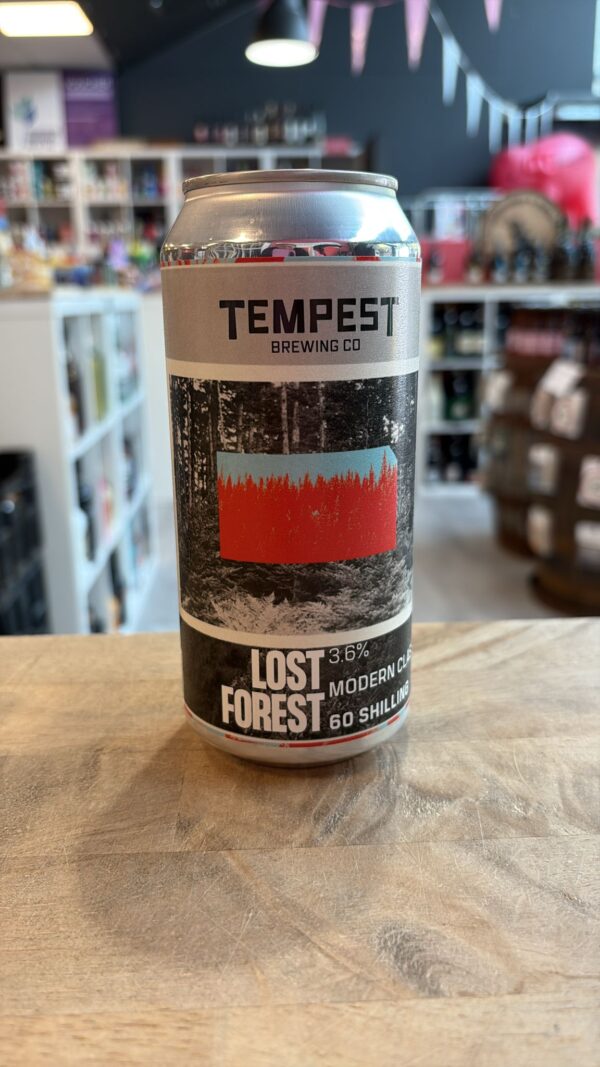 TEMPEST
BREWING CO
LOST
FOREST
3.6%
MODERN
60 SHILLING